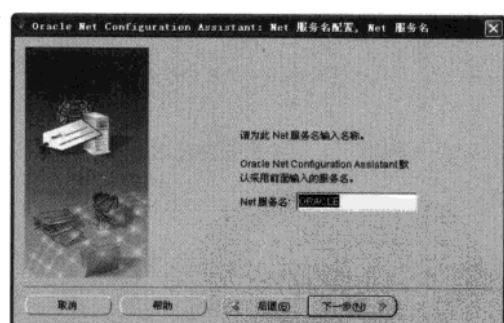 Oracle Net Configuration Assistant: Net 服务名配置, Net 服务名
请为此 Net 服务名输入名称。
Oracle Net Configuration Assistant 默
认采用前面输入的服务名。
Net 服务名: ORACLE
取消 帮助 后退(B) 下一步(N)